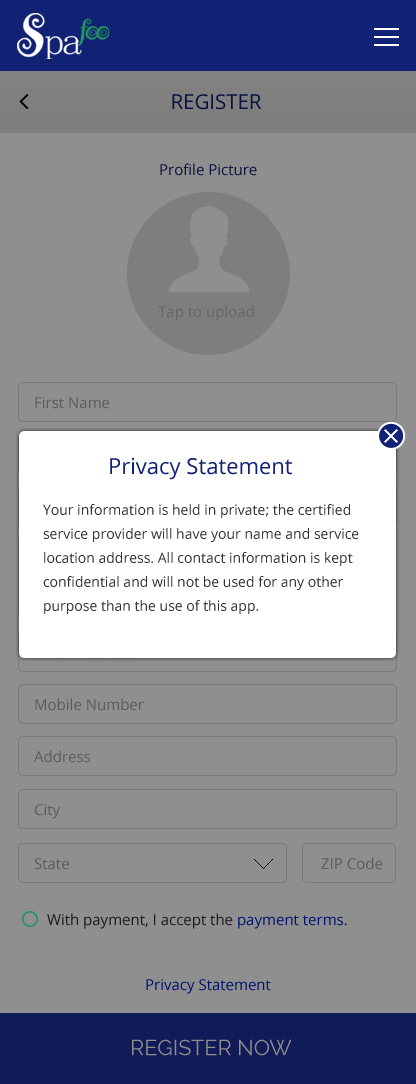 Spa foo
REGISTER
Profile Picture
Tap to upload
First Name
Privacy Statement
Your information is held in private; the certified
service provider will have your name and service
location address. All contact information is kept
confidential and will not be used for any other
purpose than the use of this app.
Mobile Number
Address
City
State
ZIP Code
With payment, I accept the payment terms.
Privacy Statement
REGISTER NOW